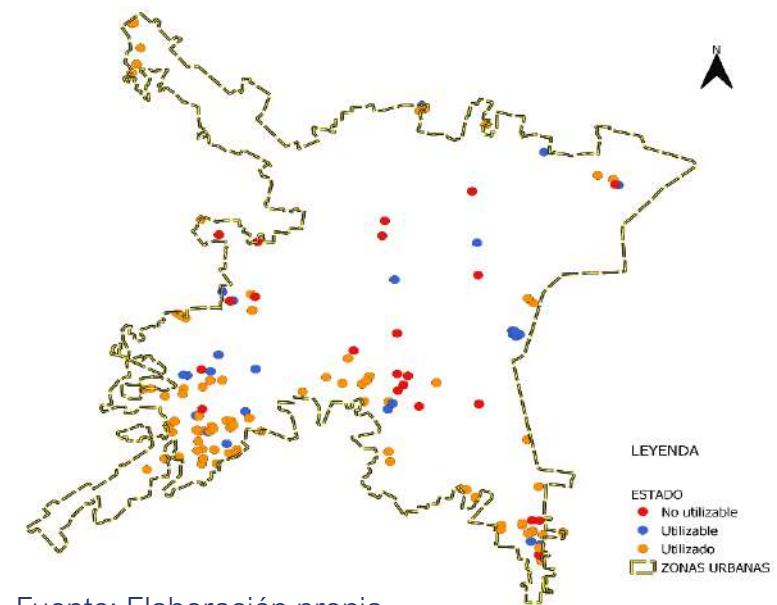 N
LEYENDA
ESTADO
No utilizable
Utilizable
Utilizado
ZONAS URBANAS
Fuente: Elaboración propia